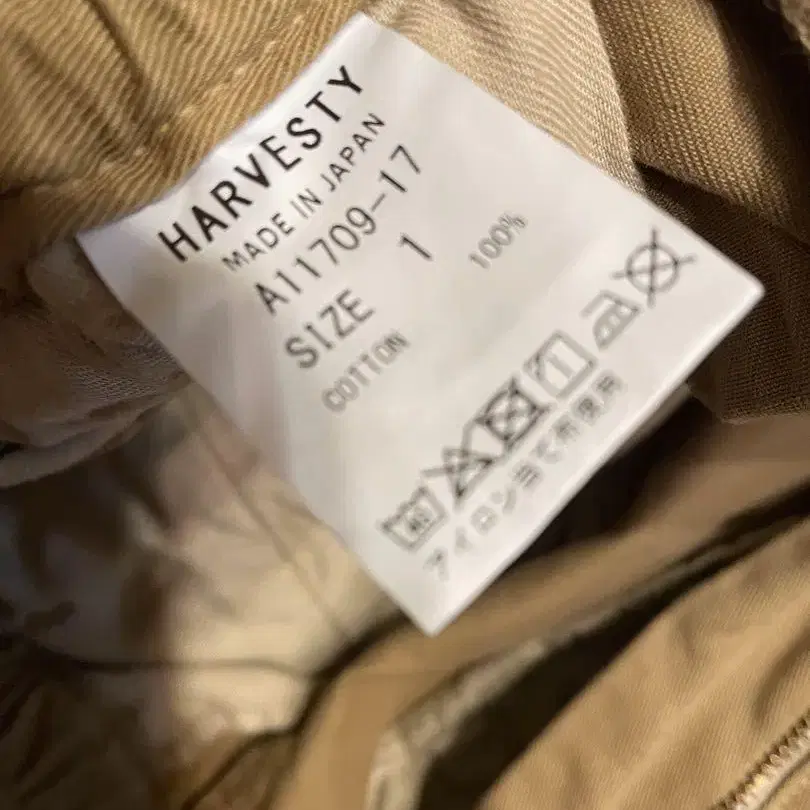 HARVESTY
MADE IN JAPAN
A11709-17
SIZE 1
COTTON 100%
40
アイロン当て布使用